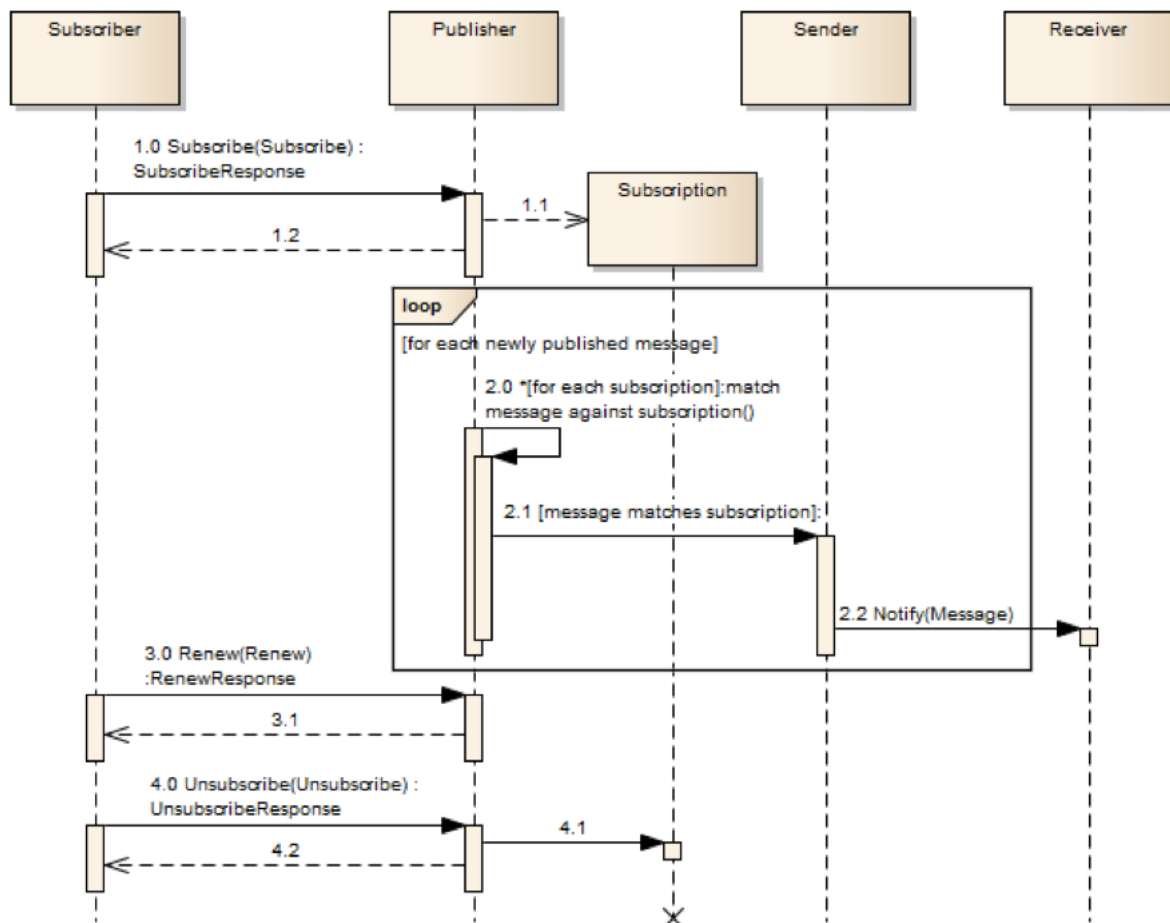 Subscriber
Publisher
Sender
Receiver
1.0 Subscribe(Subscribe) :
SubscribeResponse
Subscription
1.1
1.2
loop
[for each newly published message]
2.0 *[for each subscription]:match
message against subscription()
2.1 [message matches subscription]:
2.2 Notify(Message)
3.0 Renew(Renew)
:RenewResponse
3.1
4.0 Unsubscribe(Unsubscribe) :
UnsubscribeResponse
4.1
4.2